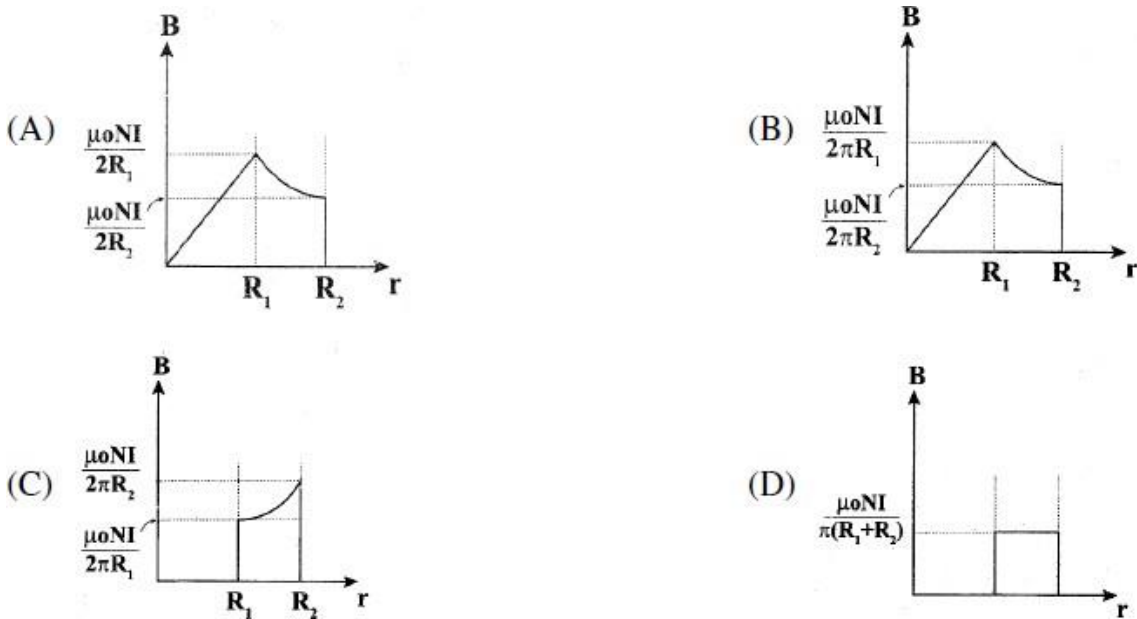 (A)
B
μoNI
2R₁
μoNI
2R₂
R₁ R₂ r
(B)
B
μoNI
2πR₁
μoNI
2πR₂
R₁ R₂ r
(C)
B
μoNI
2πR₂
μoNI
2πR₁
R₁ R₂ r
(D)
B
μoNI
π(R₁+R₂)
r